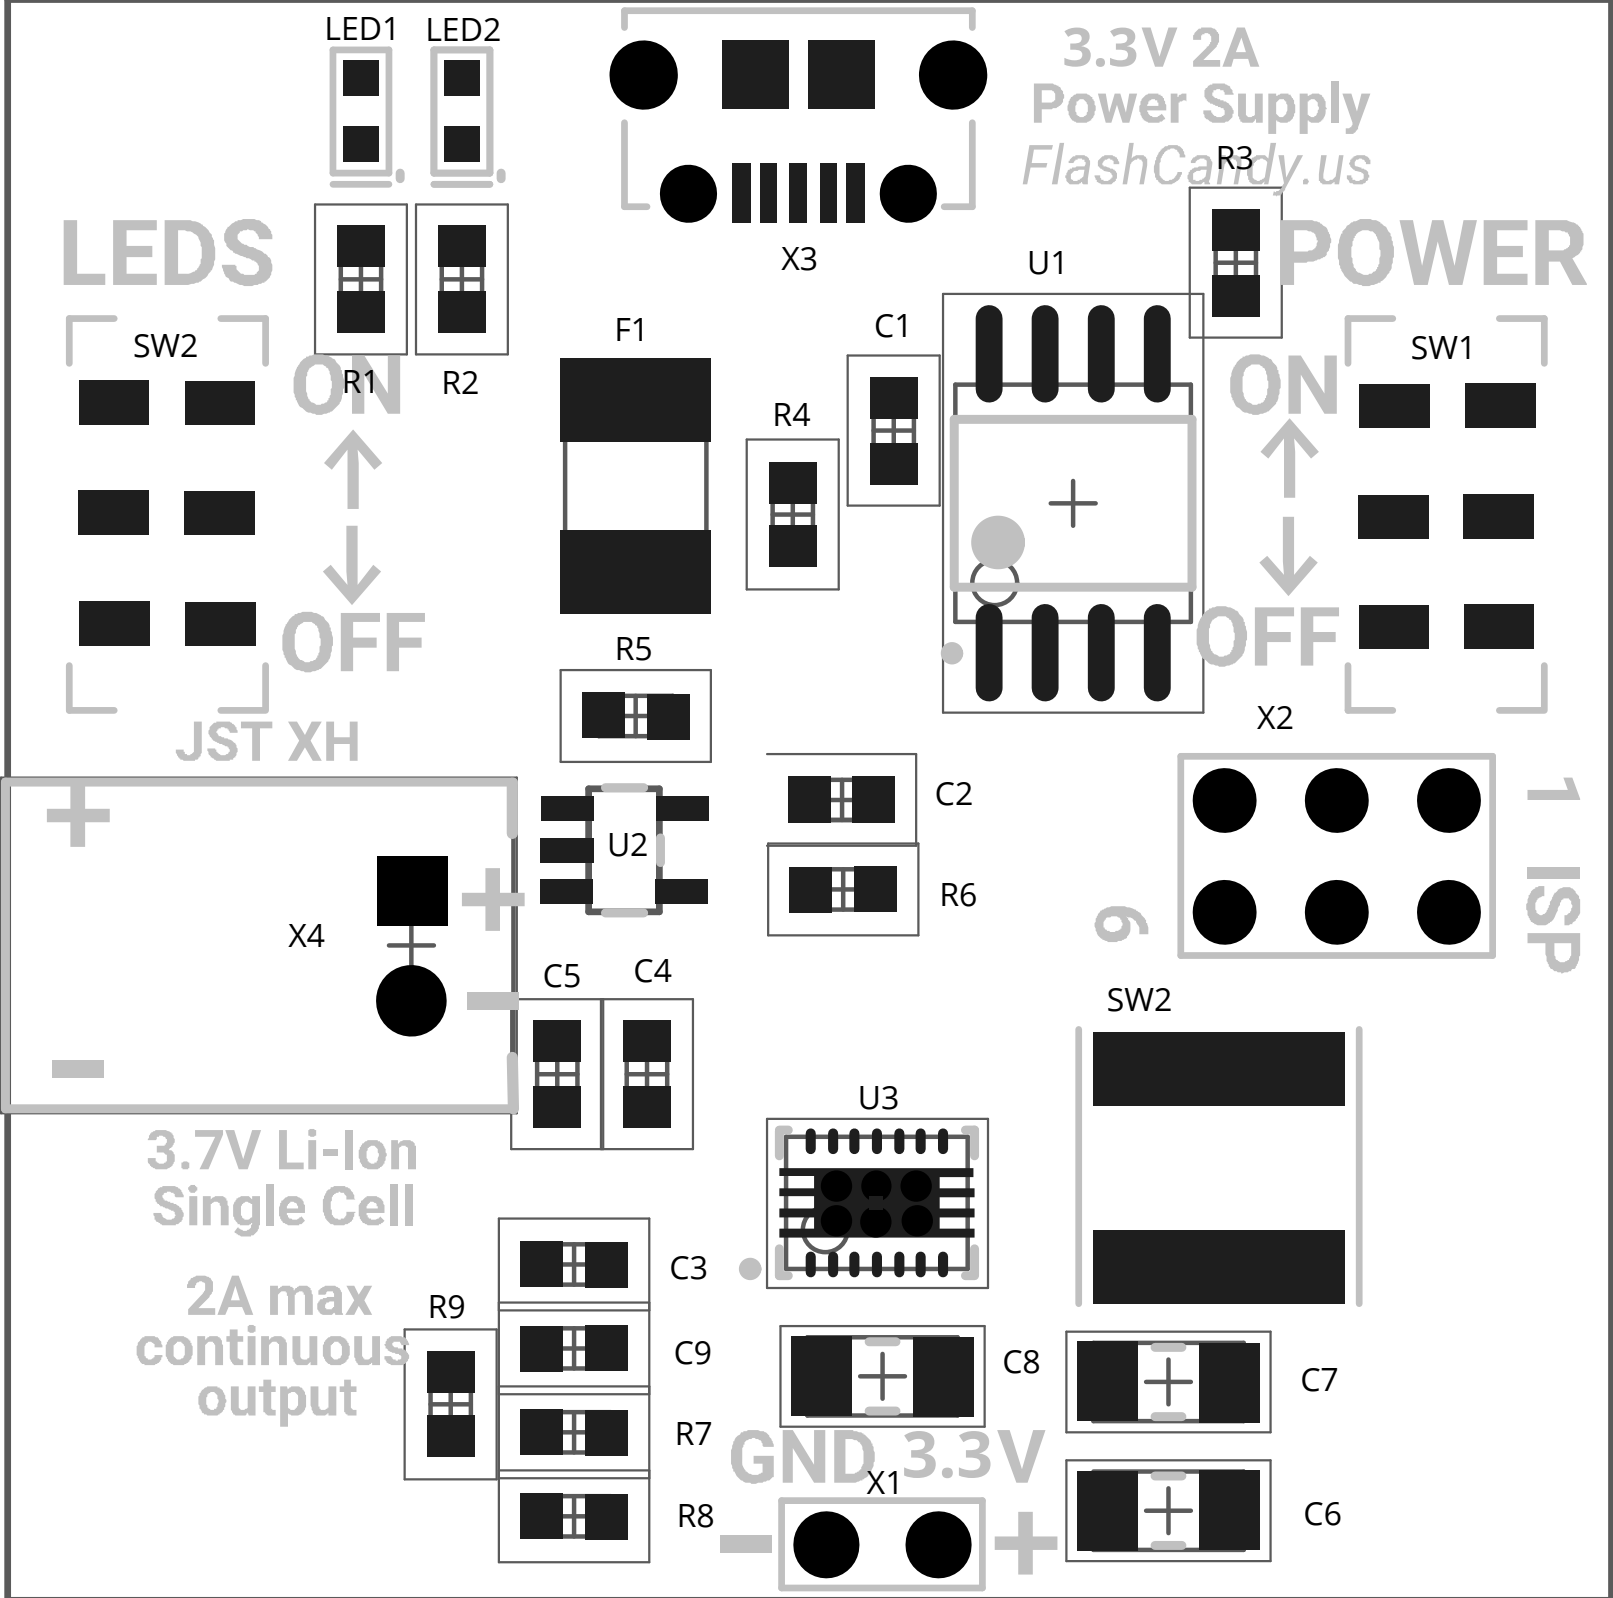 LED1
LED2
3.3V 2A
Power Supply
FlashCandy.us
R3
LEDS
X3
U1
POWER
SW2
F1
C1
SW1
ON
R1
R2
R4
ON
OFF
R5
OFF
JST XH
X2
+
U2
C2
1 ISP
+
R6
6
X4
C5
C4
SW2
−
−
U3
3.7V Li-Ion
Single Cell
C3
2A max
continuous
output
R9
C9
C8
C7
R7
GND 3.3V
X1
R8
−
+
C6